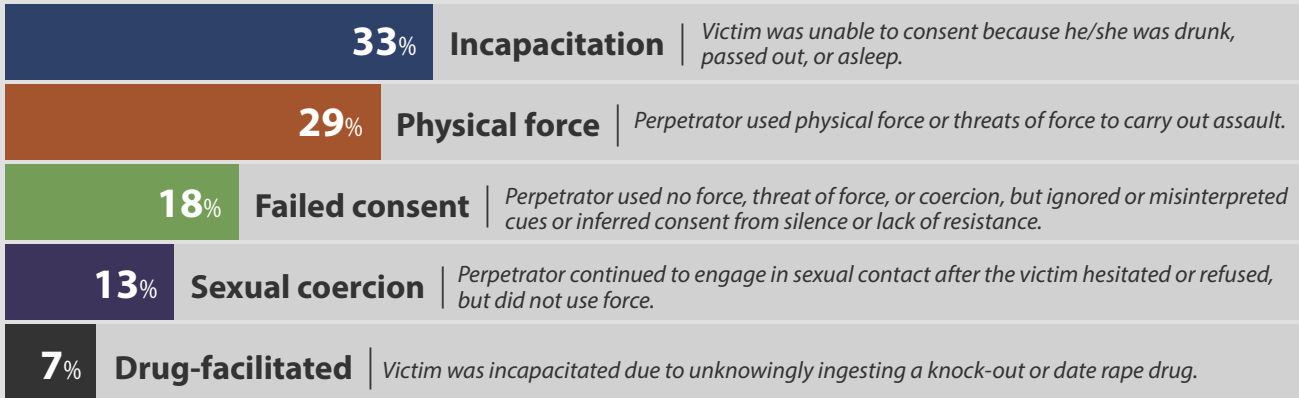 33% Incapacitation Victim was unable to consent because he/she was drunk,
passed out, or asleep.
29% Physical force Perpetrator used physical force or threats of force to carry out assault.
18% Failed consent Perpetrator used no force, threat of force, or coercion, but ignored or misinterpreted
cues or inferred consent from silence or lack of resistance.
13% Sexual coercion Perpetrator continued to engage in sexual contact after the victim hesitated or refused,
but did not use force.
7% Drug-facilitated Victim was incapacitated due to unknowingly ingesting a knock-out or date rape drug.